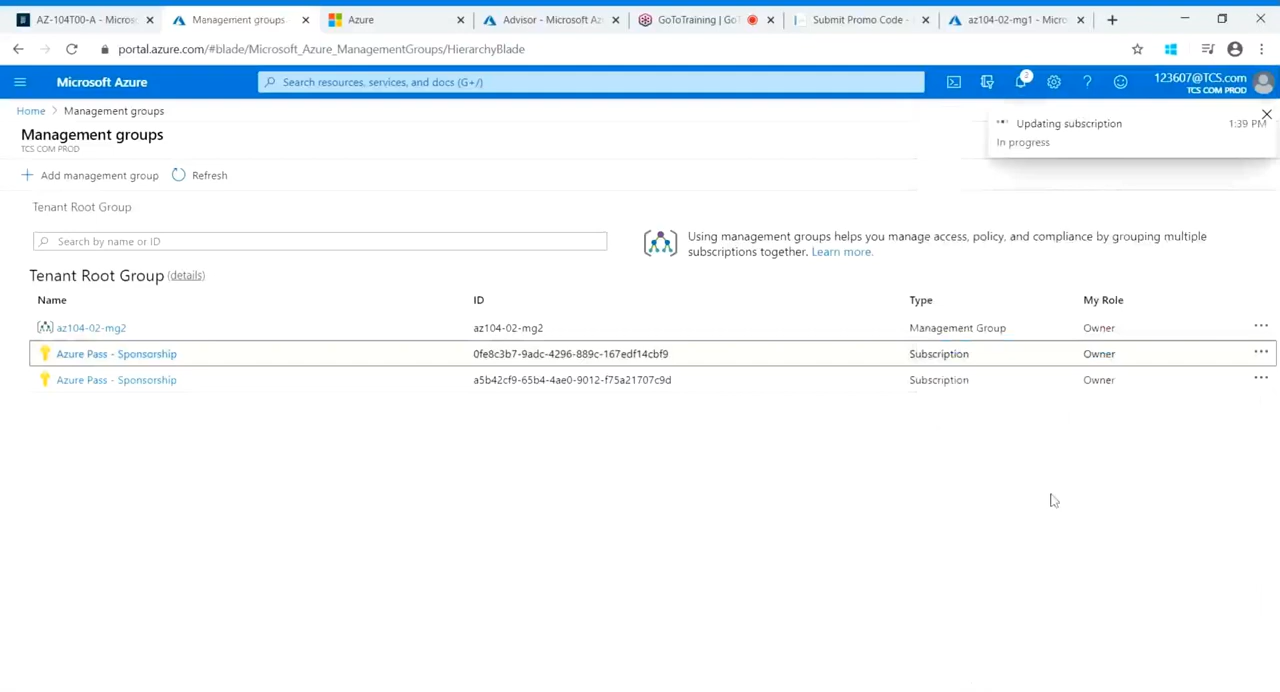 AZ-104T00-A - Micros
Management groups
Azure
Advisor - Microsoft Az
GoToTraining | Go
Submit Promo Code -
az104-02-mg1 - Micro
portal.azure.com/#blade/Microsoft_Azure_ManagementGroups/HierarchyBlade
Microsoft Azure
Search resources, services, and docs (G+/)
2
123607@TCS.com
TCS COM PROD
Home > Management groups
Updating subscription
1:39 PM
In progress
Management groups
TCS COM PROD
Add management group
Refresh
Tenant Root Group
Search by name or ID
Using management groups helps you manage access, policy, and compliance by grouping multiple
subscriptions together. Learn more.
Tenant Root Group (details)
Name ID Type My Role
az104-02-mg2 az104-02-mg2 Management Group Owner
Azure Pass - Sponsorship 0fe8c3b7-9adc-4296-889c-167edf14cbf9 Subscription Owner
Azure Pass - Sponsorship a5b42cf9-65b4-4ae0-9012-f75a21707c9d Subscription Owner